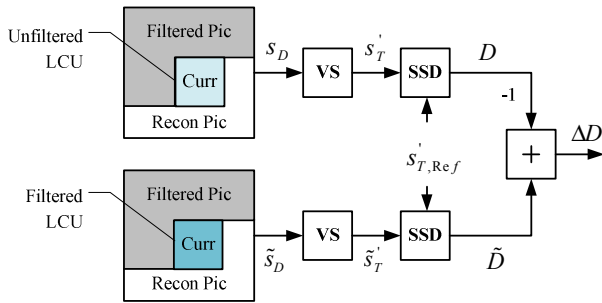 Unfiltered LCU
Filtered Pic
Curr
Recon Pic
s_D
VS
s_T'
SSD
D
-1
s'_{T,Ref}
+
ΔD
Filtered LCU
Filtered Pic
Curr
Recon Pic
s̃_D
VS
s̃_T'
SSD
D̃